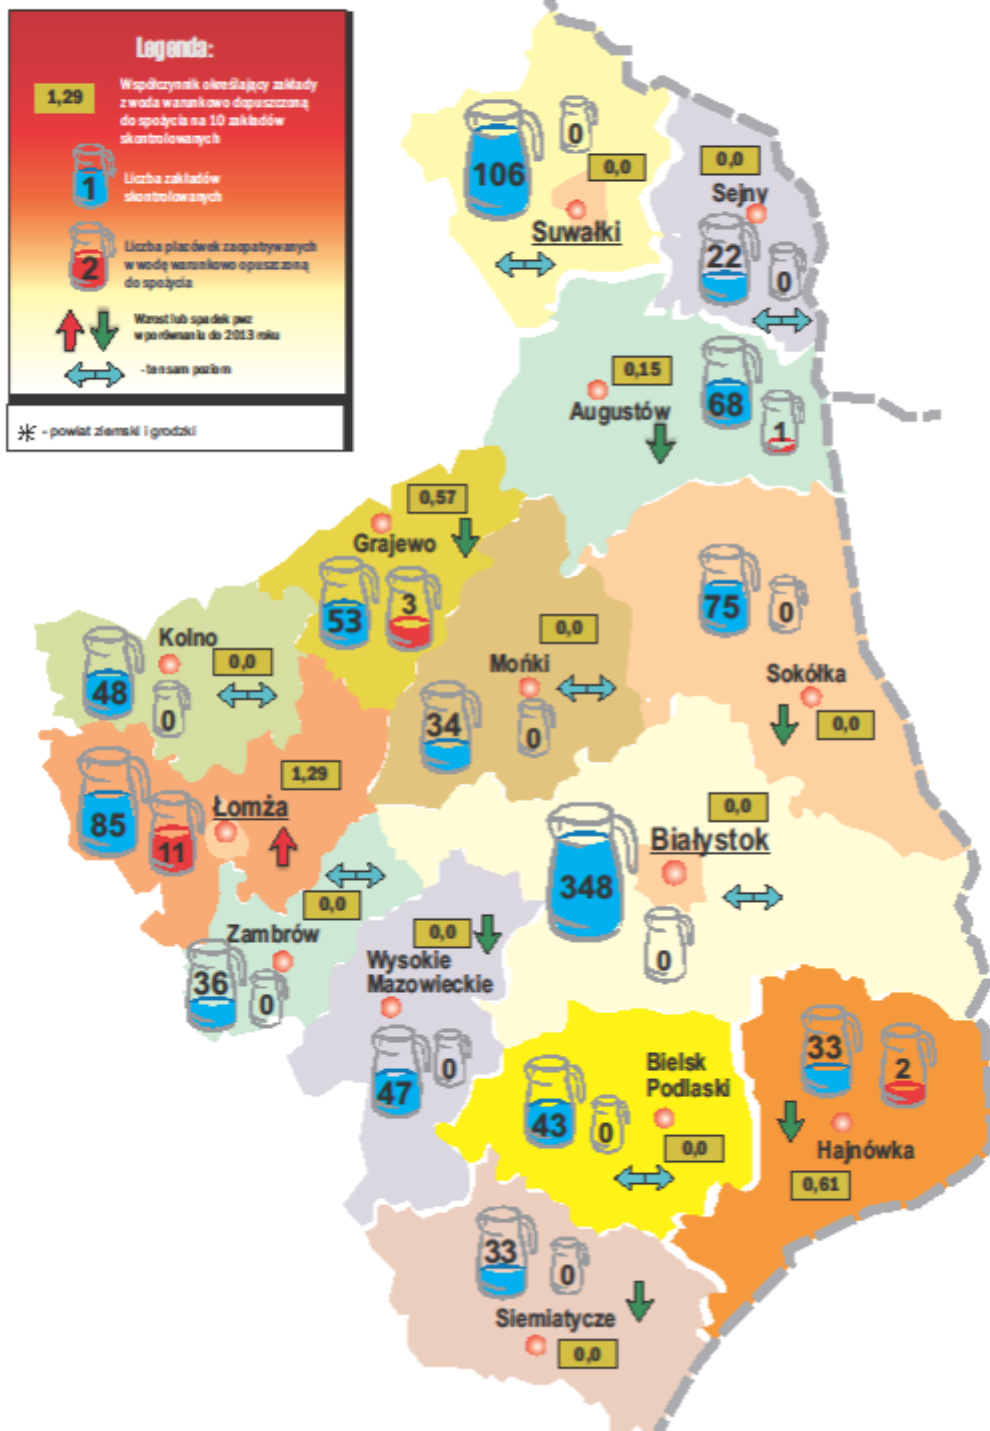 Legenda:
1,29
Współczynnik określający zakłady
z woda warunkowo dopuszczoną
do spożycia na 10 zakładów
skontrolowanych
1
Liczba zakładów
skontrolowanych
2
Liczba placówek zaopatrywanych
w wodę warunkowo opuszczoną
do spożycia
Wzrost lub spadek pwz
w porównaniu do 2013 roku
- ten sam poziom
- powiat ziemski i grodzki
106
0
0,0
Suwałki
0,0
Sejny
22
0
0,15
Augustów
68
1
0,57
Grajewo
53
3
Kolno
0,0
48
0
0,0
Mońki
34
0
75
0
Sokółka
0,0
1,29
Łomża
85
11
0,0
Białystok
348
0
0,0
Zambrów
36
0
0,0
Wysokie
Mazowieckie
47
0
Bielsk
Podlaski
43
0
0,0
33
2
Hajnówka
0,61
33
0
Siemiatycze
0,0